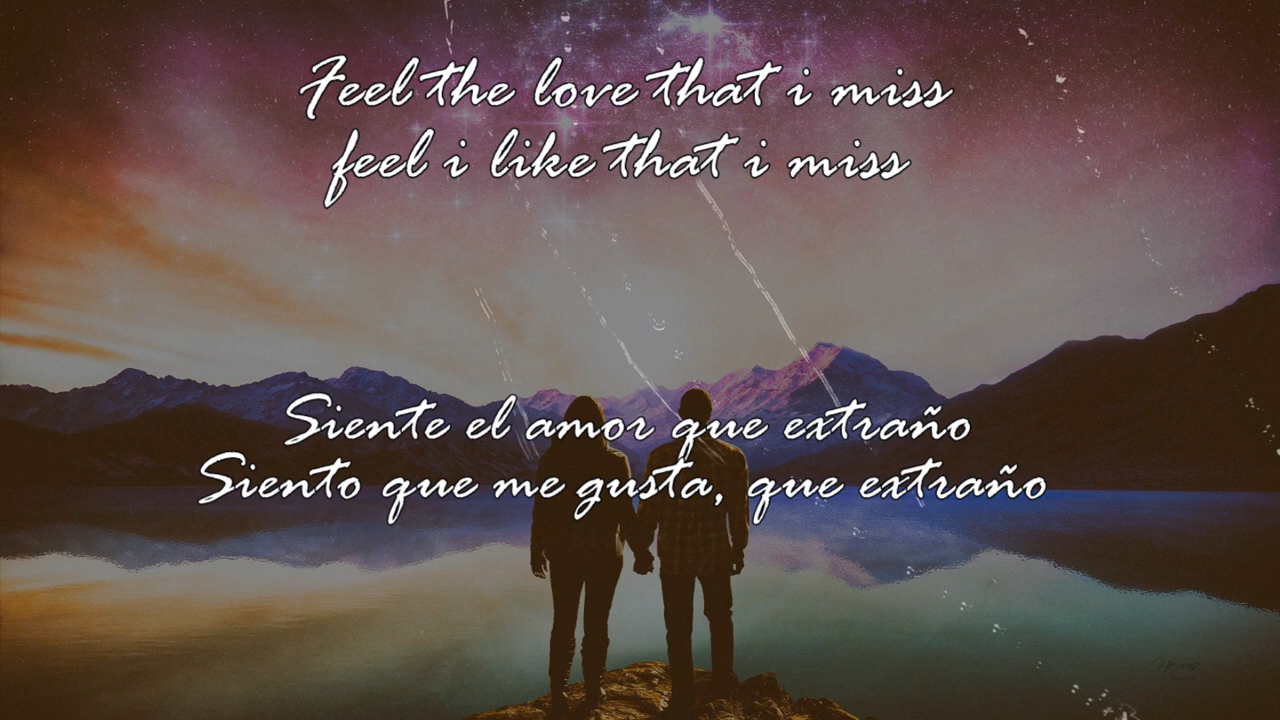 Feel the love that i miss
feel i like that i miss
Siente el amor que extraño
Siento que me gusta, que extraño